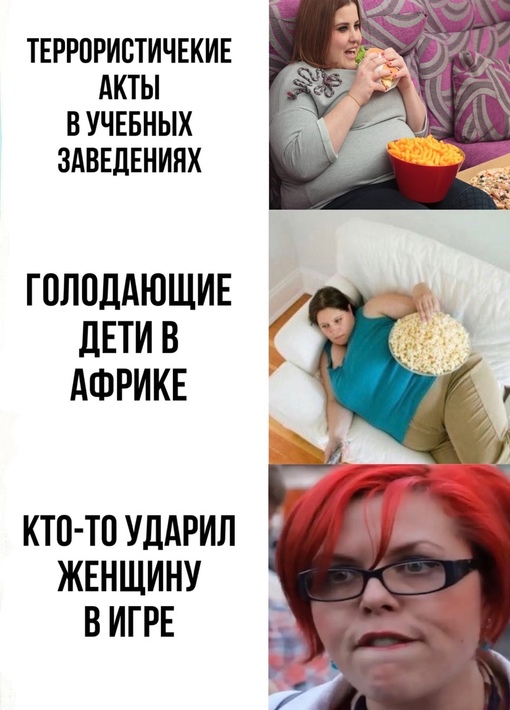 ТЕРРОРИСТИЧЕКИЕ
АКТЫ
В УЧЕБНЫХ
ЗАВЕДЕНИЯХ
ГОЛОДАЮЩИЕ
ДЕТИ В
АФРИКЕ
КТО-ТО УДАРИЛ
ЖЕНЩИНУ
В ИГРЕ